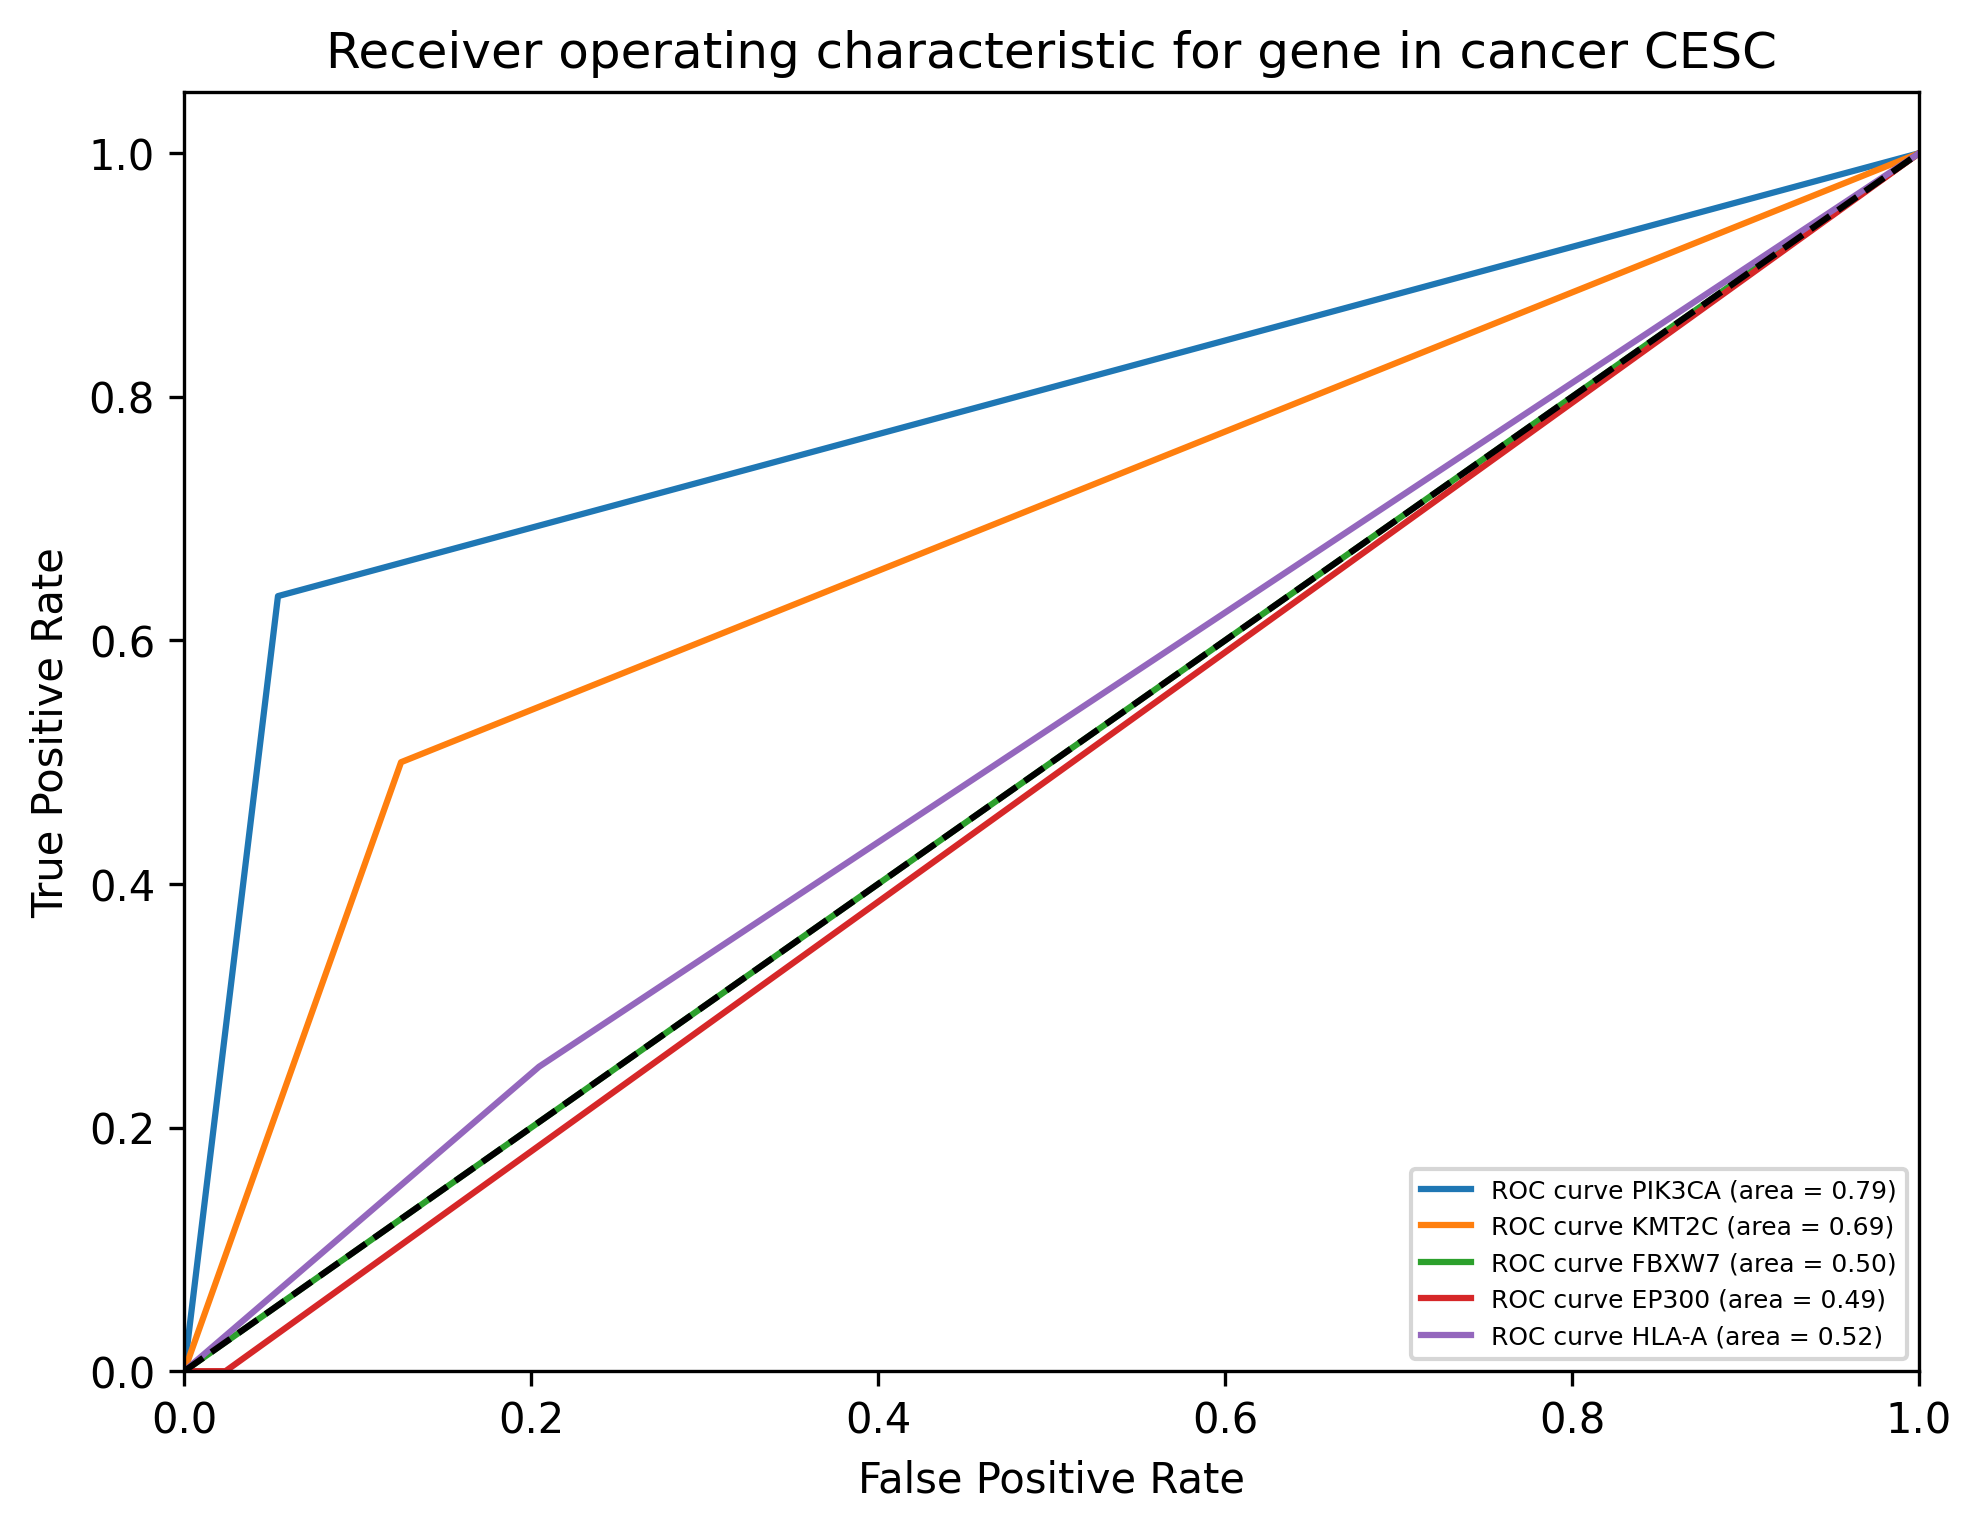 Receiver operating characteristic for gene in cancer CESC
1.0
0.8
0.6
0.4
0.2
0.0
True Positive Rate
ROC curve PIK3CA (area = 0.79)
ROC curve KMT2C (area = 0.69)
ROC curve FBXW7 (area = 0.50)
ROC curve EP300 (area = 0.49)
ROC curve HLA-A (area = 0.52)
0.0 0.2 0.4 0.6 0.8 1.0
False Positive Rate